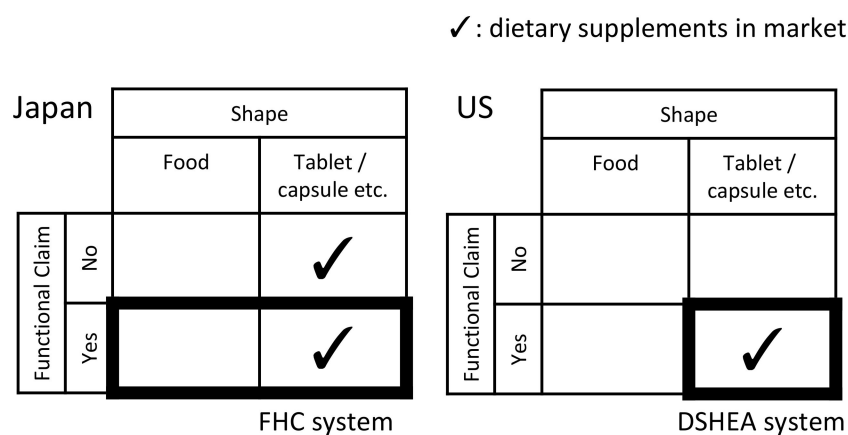 ✓: dietary supplements in market
Japan
Shape
Food
Tablet /
capsule etc.
Functional Claim
No
✓
Yes
✓
FHC system
US
Shape
Food
Tablet /
capsule etc.
Functional Claim
No
Yes
✓
DSHEA system